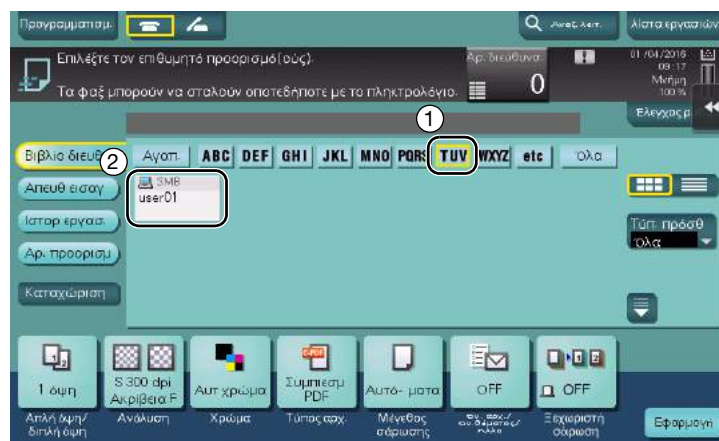 Προγραμματισμ.
Αναζ. λειτ.
Λίστα εργασιών
Επιλέξτε τον επιθυμητό προορισμό(ούς).
Τα φαξ μπορούν να σταλούν οποτεδήποτε με το πληκτρολόγιο.
Αρ. διευθύνσ.
0
01/04/2016
09:17
Μνήμη
100 %
Έλεγχος ρ
1
Βιβλίο διευθ
2
Αγαπ.
ABC
DEF
GHI
JKL
MNO
PQRS
TUV
WXYZ
etc
Όλα
SMB
user01
Απευθ εισαγ
Ιστορ εργασ.
Αρ. προορισμ
Καταχώριση
Τύπ. πρόσθ
Όλα
1 όψη
S 300 dpi
Ακρίβεια F
Αυτ χρώμα
Συμπιεσμ
PDF
Αυτό- ματα
OFF
OFF
Απλή όψη/
διπλή όψη
Ανάλυση
Χρώμα
Τύπος αρχ.
Μέγεθος
σάρωσης
Ξεχωριστή
σάρωση
Εφαρμογή